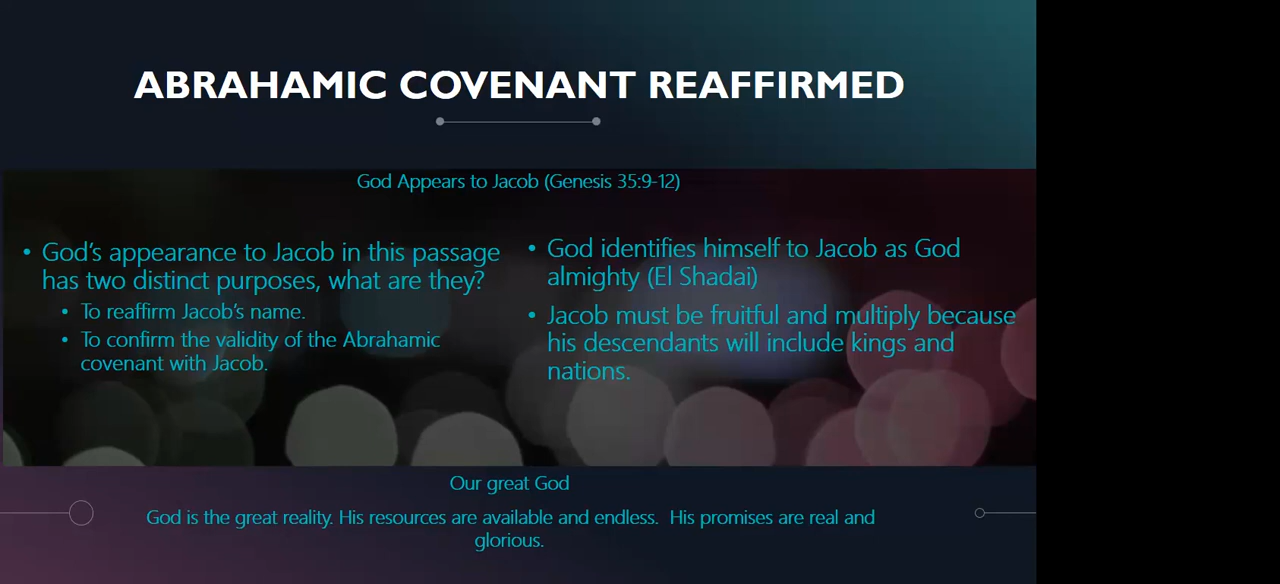 ABRAHAMIC COVENANT REAFFIRMED
God Appears to Jacob (Genesis 35:9-12)
• God's appearance to Jacob in this passage
has two distinct purposes, what are they?
• To reaffirm Jacob's name.
• To confirm the validity of the Abrahamic
covenant with Jacob.
• God identifies himself to Jacob as God
almighty (El Shadai)
• Jacob must be fruitful and multiply because
his descendants will include kings and
nations.
Our great God
God is the great reality. His resources are available and endless.  His promises are real and
glorious.